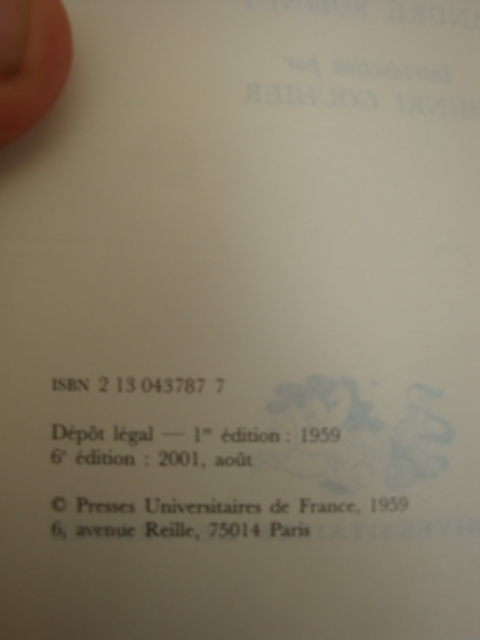 ISBN 2 13 043787 7
Dépôt légal — 1re édition : 1959
6e édition : 2001, août
© Presses Universitaires de France, 1959
6, avenue Reille, 75014 Paris